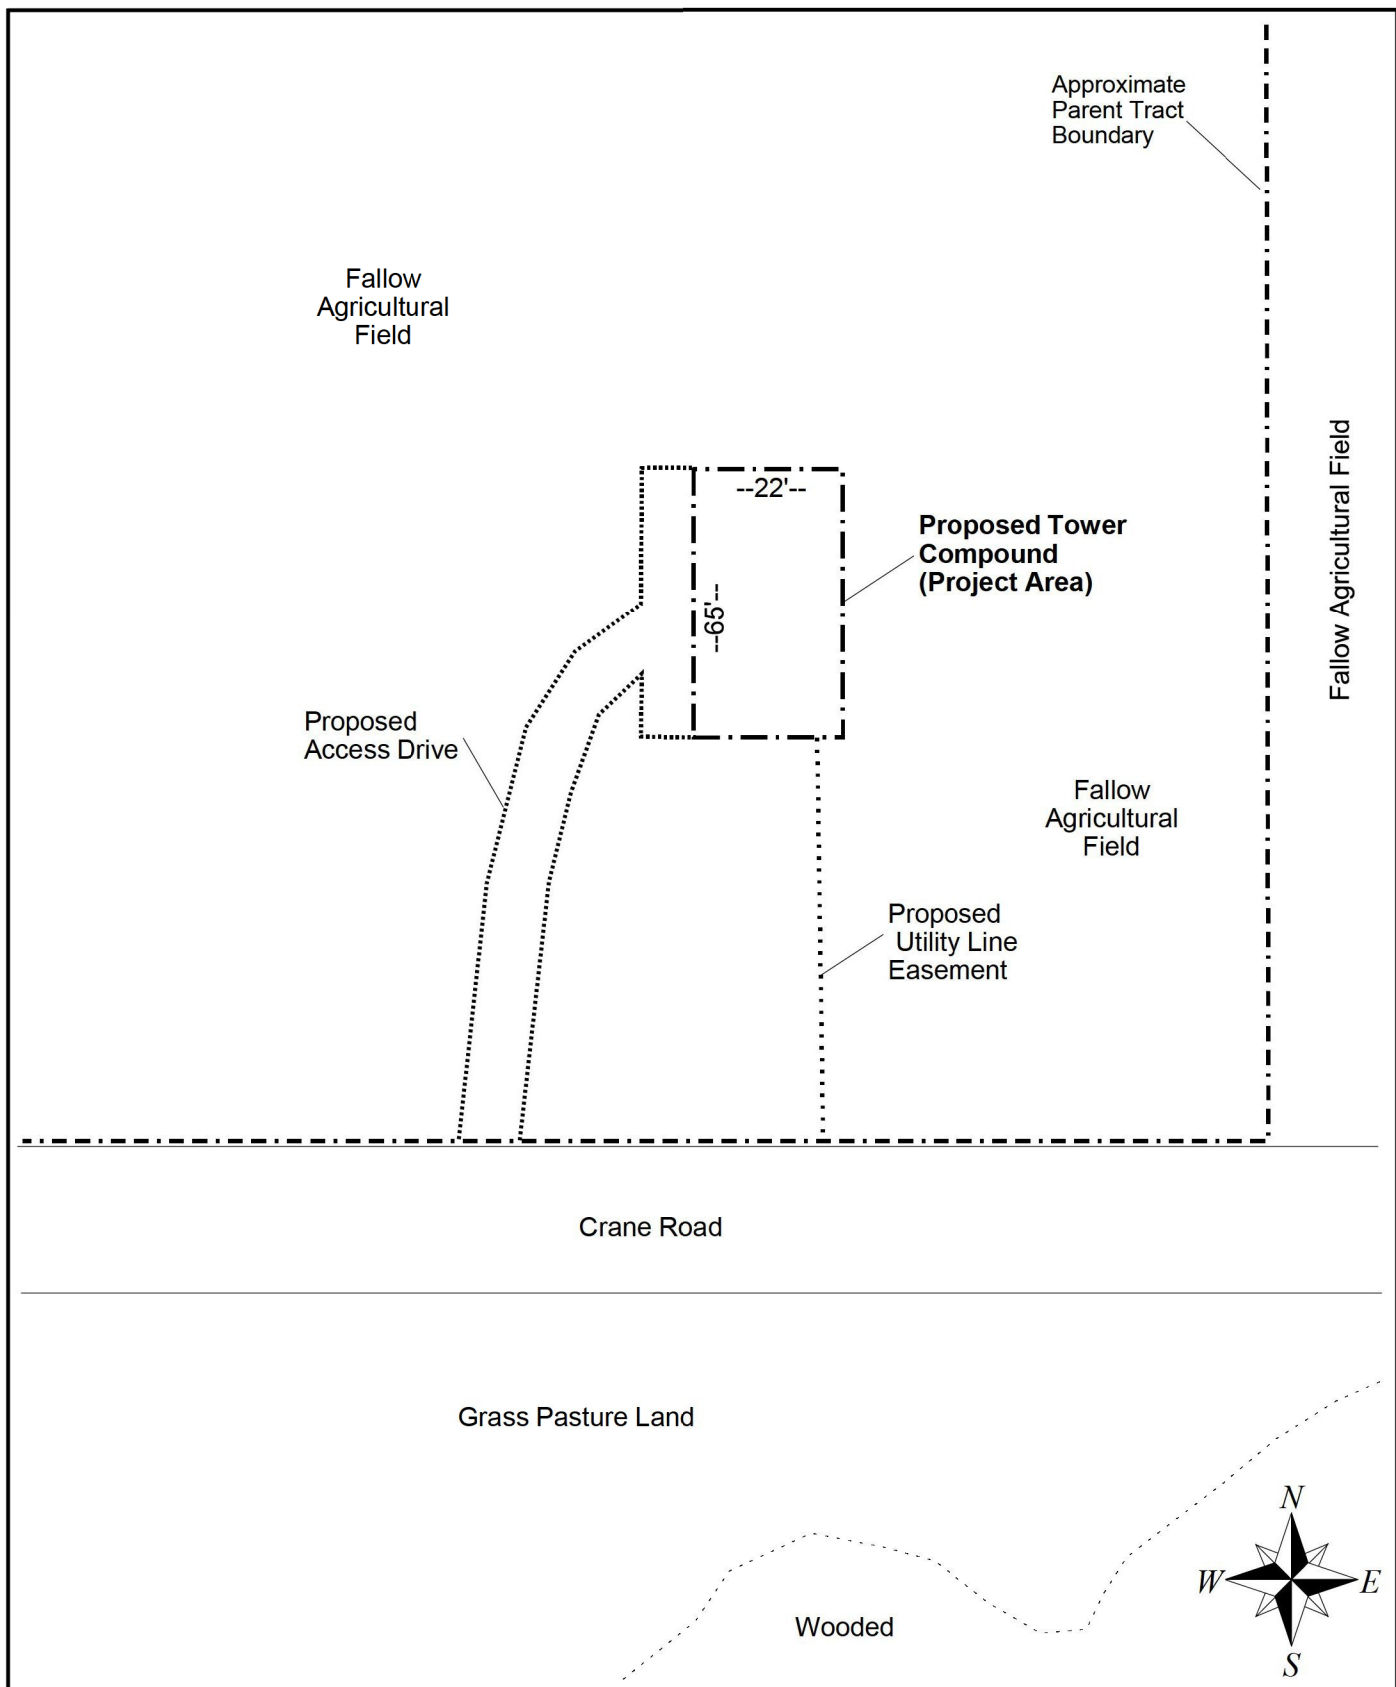 Approximate
Parent Tract
Boundary
Fallow
Agricultural
Field
--22'--
Proposed Tower
Compound
(Project Area)
--65'--
Fallow Agricultural Field
Proposed
Access Drive
Fallow
Agricultural
Field
Proposed
Utility Line
Easement
Crane Road
Grass Pasture Land
N
W
E
Wooded
S